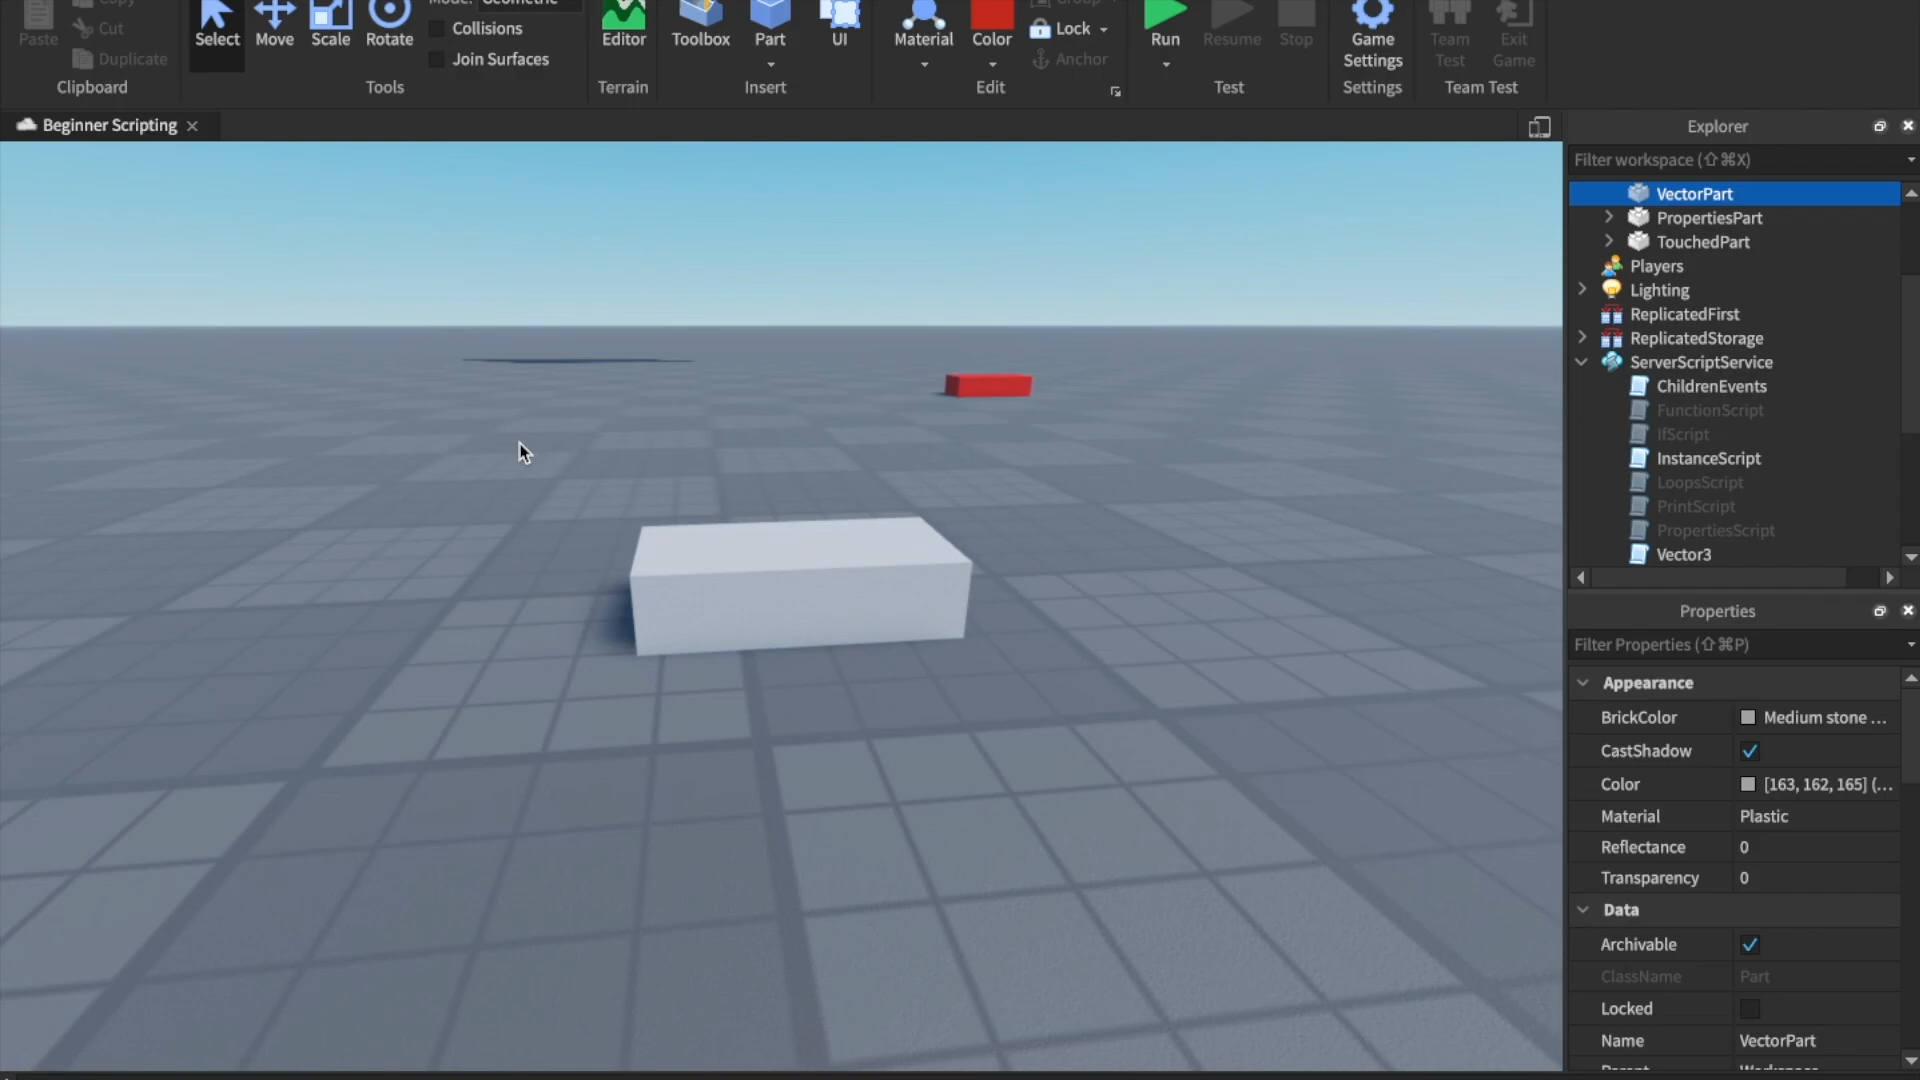 Copy
Mode: Geometric
Group
Paste
Cut
Select
Move
Scale
Rotate
Collisions
Editor
Toolbox
Part
UI
Material
Color
Lock
Run
Resume
Stop
Game
Settings
Team
Test
Exit
Game
Duplicate
Join Surfaces
Anchor
Clipboard
Tools
Terrain
Insert
Edit
Test
Settings
Team Test
Beginner Scripting
Explorer
Filter workspace (⇧⌘X)
VectorPart
PropertiesPart
TouchedPart
Players
Lighting
ReplicatedFirst
ReplicatedStorage
ServerScriptService
ChildrenEvents
FunctionScript
IfScript
InstanceScript
LoopsScript
PrintScript
PropertiesScript
Vector3
Properties
Filter Properties (⇧⌘P)
Appearance
BrickColor Medium stone ...
CastShadow
Color [163, 162, 165] (...
Material Plastic
Reflectance 0
Transparency 0
Data
Archivable
ClassName Part
Locked
Name VectorPart
Parent Workspace